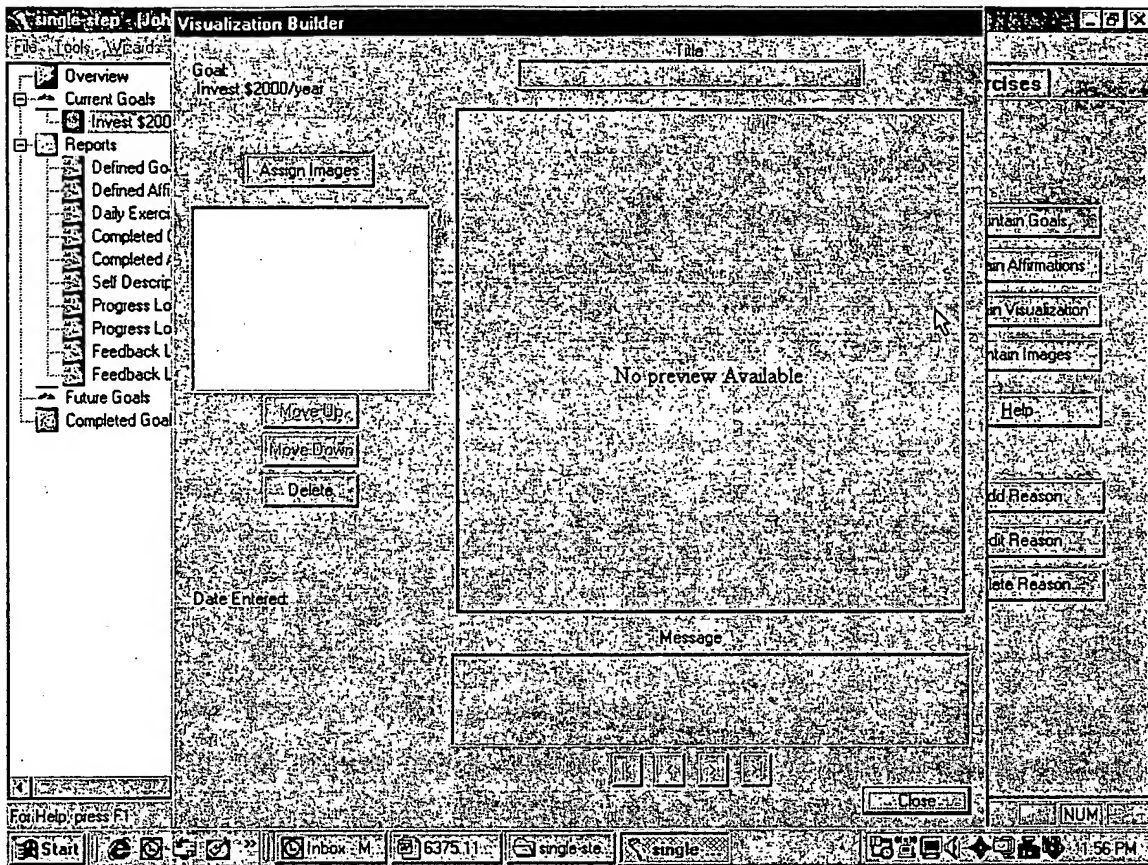 single-step - [Joh
Visualization Builder
File Tools Wizards
Title
Goal:
Invest $2000/year
rcises
Overview
Current Goals
Invest $200
Reports
Defined Go
Defined Affi
Daily Exerci
Completed
Completed
Self Descrip
Progress Lo
Progress Lo
Feedback L
Feedback L
Future Goals
Completed Goal
Assign Images
Move Up
Move Down
Delete
Date Entered:
No preview Available
Message
Close
intain Goals
ain Affirmations
in Visualization
ntain Images
Help
dd Reason
dit Reason
lete Reason
For Help, press F1
NUM
Start
Inbox - M
6375.11
single-ste
single
1:56 PM